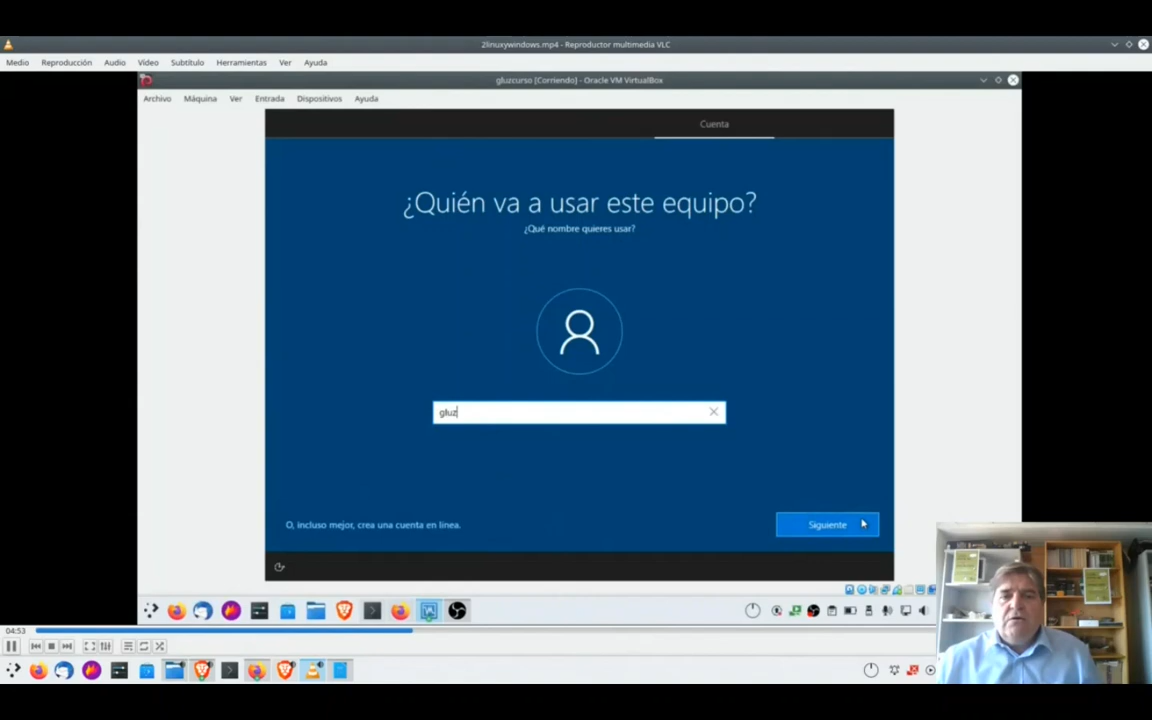 2linuxywindows.mp4 - Reproductor multimedia VLC
Medio Reproducción Audio Vídeo Subtítulo Herramientas Ver Ayuda
gluzcurso [Corriendo] - Oracle VM VirtualBox
Archivo Máquina Ver Entrada Dispositivos Ayuda
Cuenta
¿Quién va a usar este equipo?
¿Qué nombre quieres usar?
gluz
O, incluso mejor, crea una cuenta en línea.
Siguiente
04:53